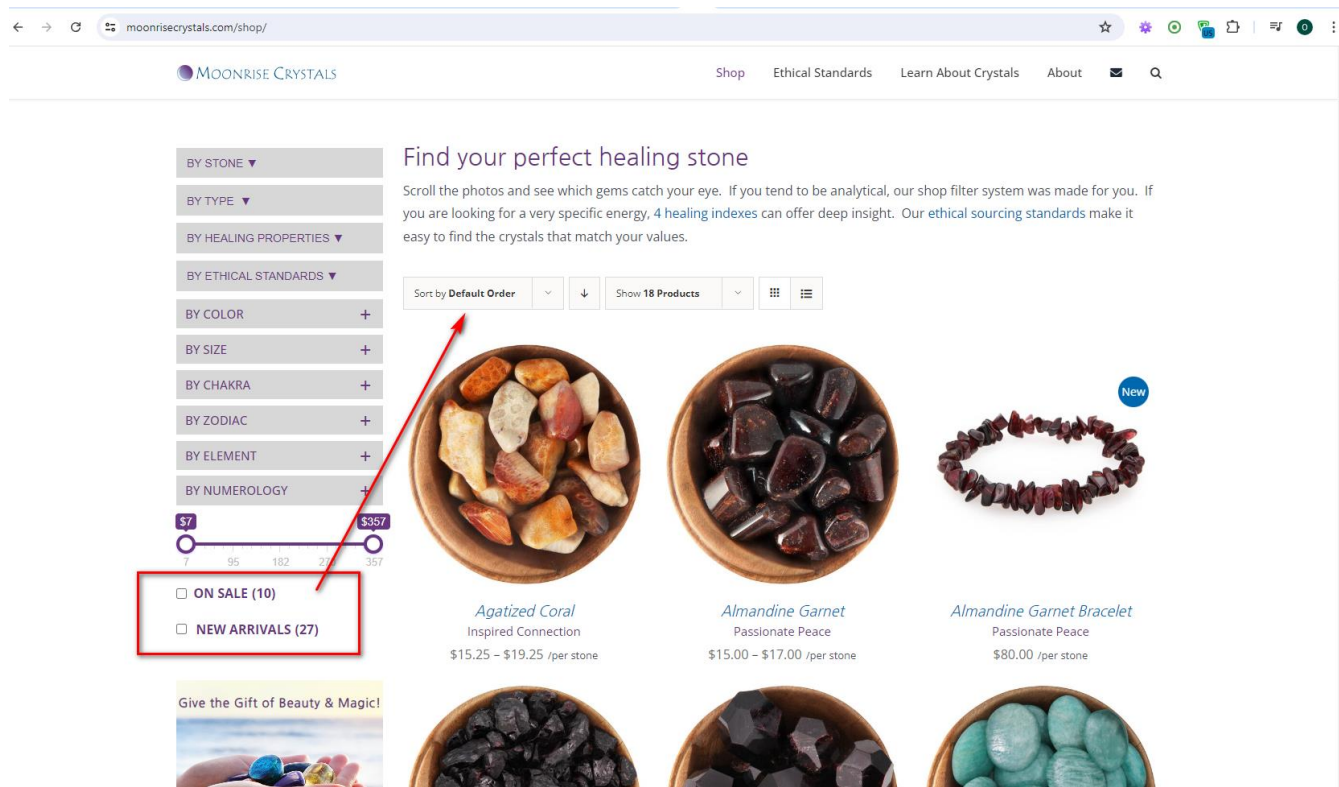 moonrisecrystals.com/shop/
US
O
MOONRISE CRYSTALS
Shop Ethical Standards Learn About Crystals About
BY STONE ▼
BY TYPE ▼
BY HEALING PROPERTIES ▼
BY ETHICAL STANDARDS ▼
BY COLOR +
BY SIZE +
BY CHAKRA +
BY ZODIAC +
BY ELEMENT +
BY NUMEROLOGY +
$7 $357
7 95 182 270 357
ON SALE (10)
NEW ARRIVALS (27)
Give the Gift of Beauty & Magic!
Find your perfect healing stone
Scroll the photos and see which gems catch your eye. If you tend to be analytical, our shop filter system was made for you. If
you are looking for a very specific energy, 4 healing indexes can offer deep insight. Our ethical sourcing standards make it
easy to find the crystals that match your values.
Sort by Default Order Show 18 Products
New
Agatized Coral
Inspired Connection
$15.25 – $19.25 /per stone
Almandine Garnet
Passionate Peace
$15.00 – $17.00 /per stone
Almandine Garnet Bracelet
Passionate Peace
$80.00 /per stone